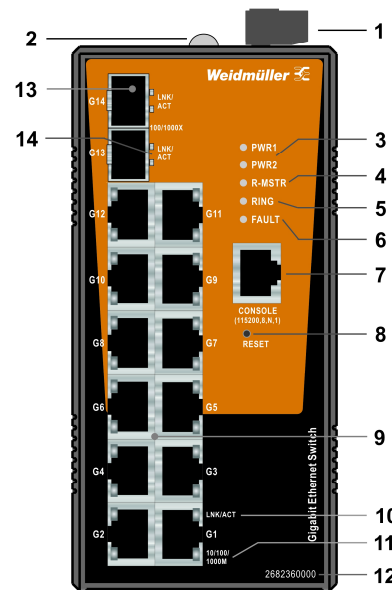 1
2
Weidmüller
13
G14
LNK/
ACT
100/1000X
14
G13
LNK/
ACT
PWR1
3
PWR2
R-MSTR
4
RING
5
FAULT
6
G12
G11
7
G10
G9
CONSOLE
(115200,8,N,1)
8
RESET
G8
G7
G6
G5
9
Gigabit Ethernet Switch
G4
G3
LNK/ACT
10
G2
G1
10/100/
1000M
11
2682360000
12